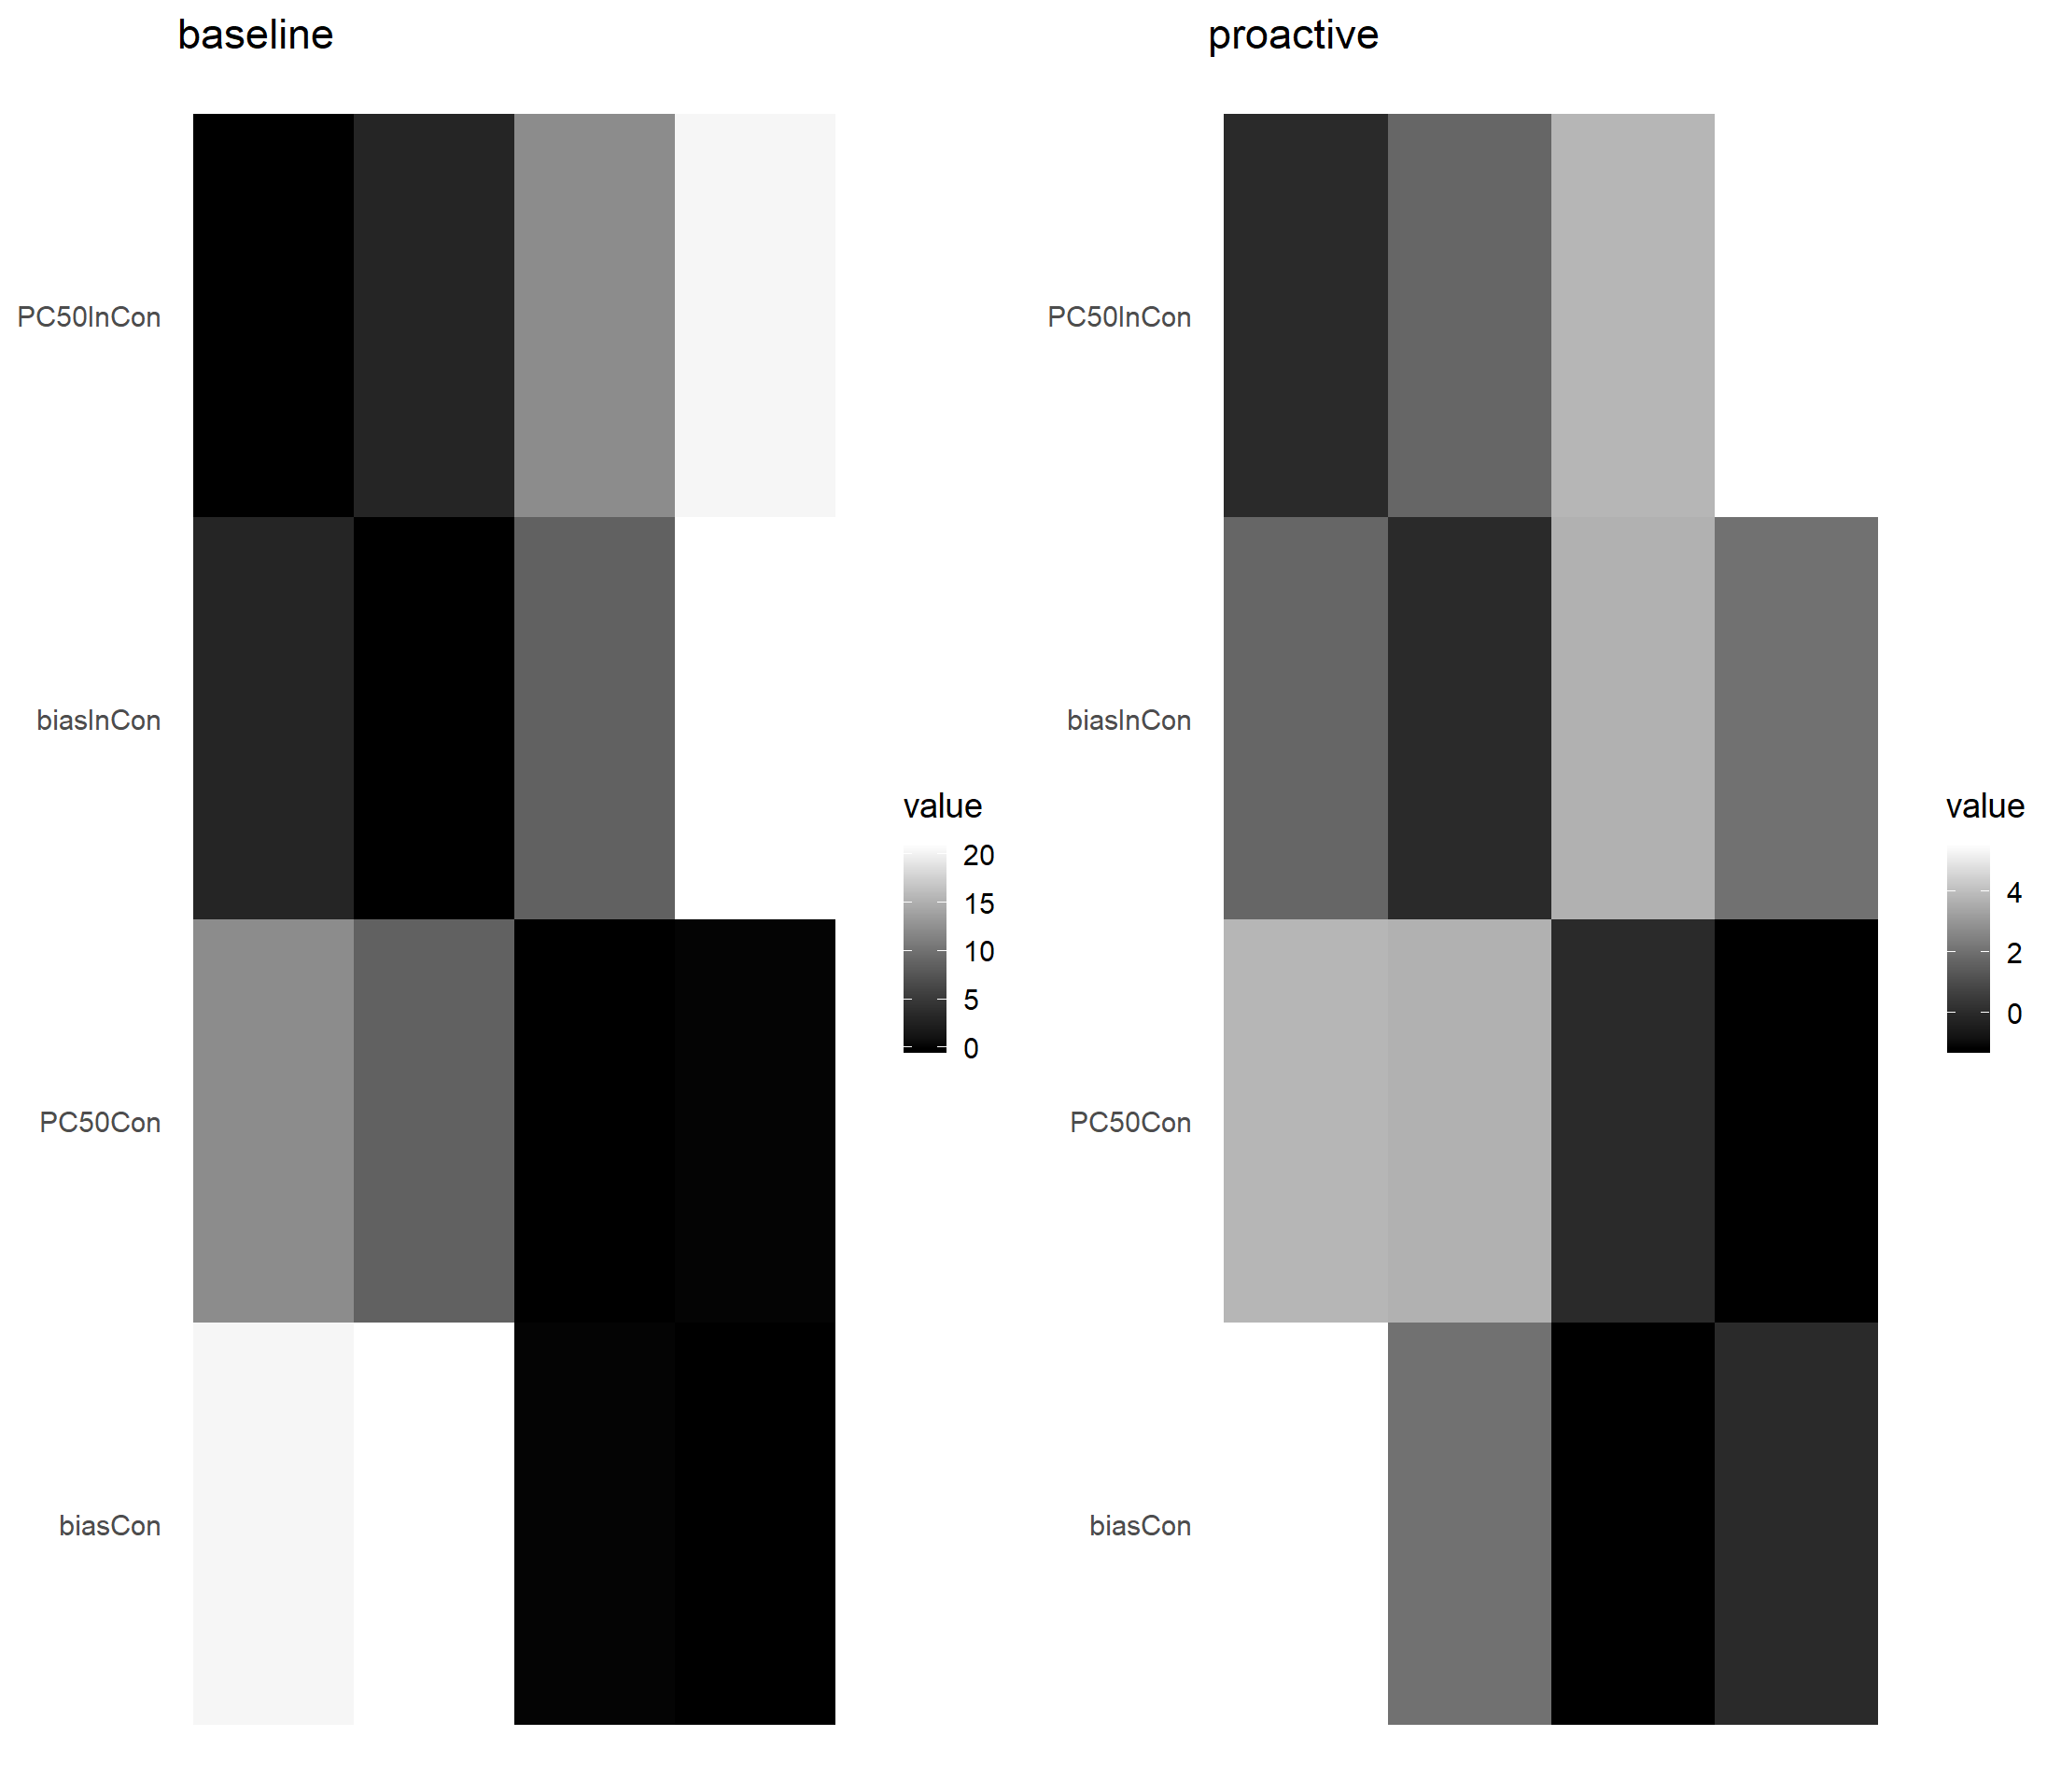 baseline
PC50InCon
biasInCon
PC50Con
biasCon
value
20
15
10
5
0
proactive
PC50InCon
biasInCon
PC50Con
biasCon
value
4
2
0